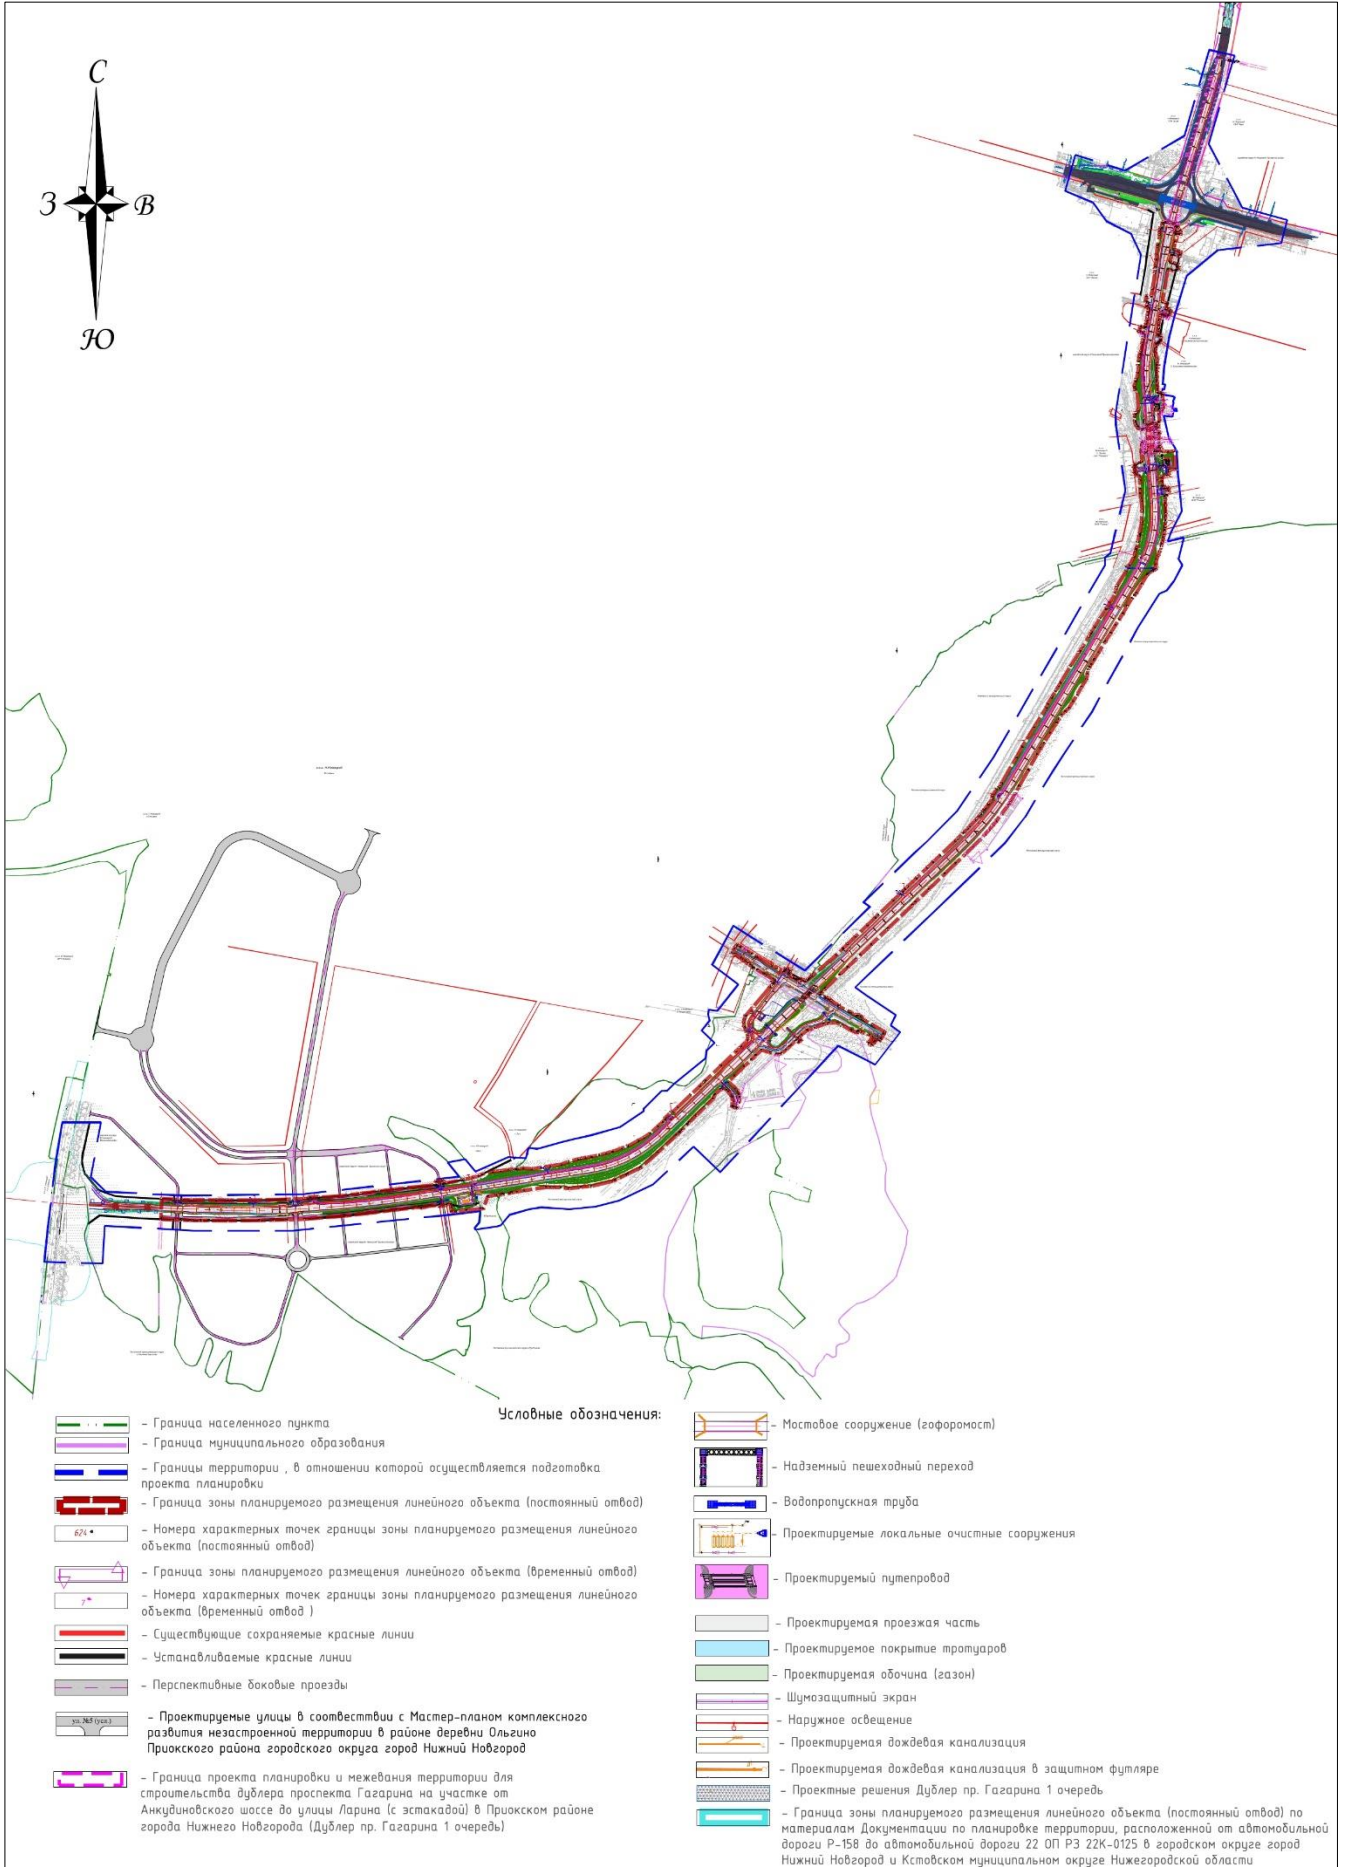 С
З
В
Ю
Условные обозначения:
- Граница населенного пункта
- Граница муниципального образования
- Границы территории , в отношении которой осуществляется подготовка
проекта планировки
- Граница зоны планируемого размещения линейного объекта (постоянный отвод)
624
- Номера характерных точек границы зоны планируемого размещения линейного
объекта (постоянный отвод)
- Граница зоны планируемого размещения линейного объекта (временный отвод)
7
- Номера характерных точек границы зоны планируемого размещения линейного
объекта (временный отвод )
- Существующие сохраняемые красные линии
- Устанавливаемые красные линии
- Перспективные боковые проезды
ул. №5 (усл.)
- Проектируемые улицы в соотвествтии с Мастер-планом комплексного
развития незастроенной территории в районе деревни Ольгино
Приокского района городского округа город Нижний Новгород
- Граница проекта планировки и межевания территории для
строительства дублера проспекта Гагарина на участке от
Анкудиновского шоссе до улицы Ларина (с эстакадой) в Приокском районе
города Нижнего Новгорода (Дублер пр. Гагарина 1 очередь)
- Мостовое сооружение (гофоромост)
- Надземный пешеходный переход
- Водопропускная труба
- Проектируемые локальные очистные сооружения
- Проектируемый путепровод
- Проектируемая проезжая часть
- Проектируемое покрытие тротуаров
- Проектируемая обочина (газон)
- Шумозащитный экран
- Наружное освещение
- Проектируемая дождевая канализация
- Проектируемая дождевая канализация в защитном футляре
- Проектные решения Дублер пр. Гагарина 1 очередь
- Граница зоны планируемого размещения линейного объекта (постоянный отвод) по
материалам Документации по планировке территории, расположенной от автомобильной
дороги Р-158 до автомобильной дороги 22 ОП РЗ 22К-0125 в городском округе город
Нижний Новгород и Кстовском муниципальном округе Нижегородской области